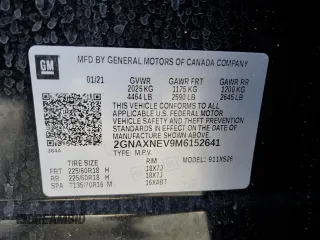 GM
MFD BY GENERAL MOTORS OF CANADA COMPANY
01/21 GVWR GAWR FRT GAWR RR
2025 KG 1175 KG 1200 KG
4464 LB 2590 LB 2645 LB
THIS VEHICLE CONFORMS TO ALL
APPLICABLE U.S. FEDERAL MOTOR VEHICLE
SAFETY AND THEFT PREVENTION STANDARDS
IN EFFECT ON THE DATE OF
MANUFACTURE SHOWN ABOVE.
2GNAXNEV9M6152641
TYPE: M.P.V.
TIRE SIZE RIM MODEL:
FRT 225/60R18 H 18X7J
RR 225/60R18 H 18X7J
SPA T135/70R16 M 16X4BT